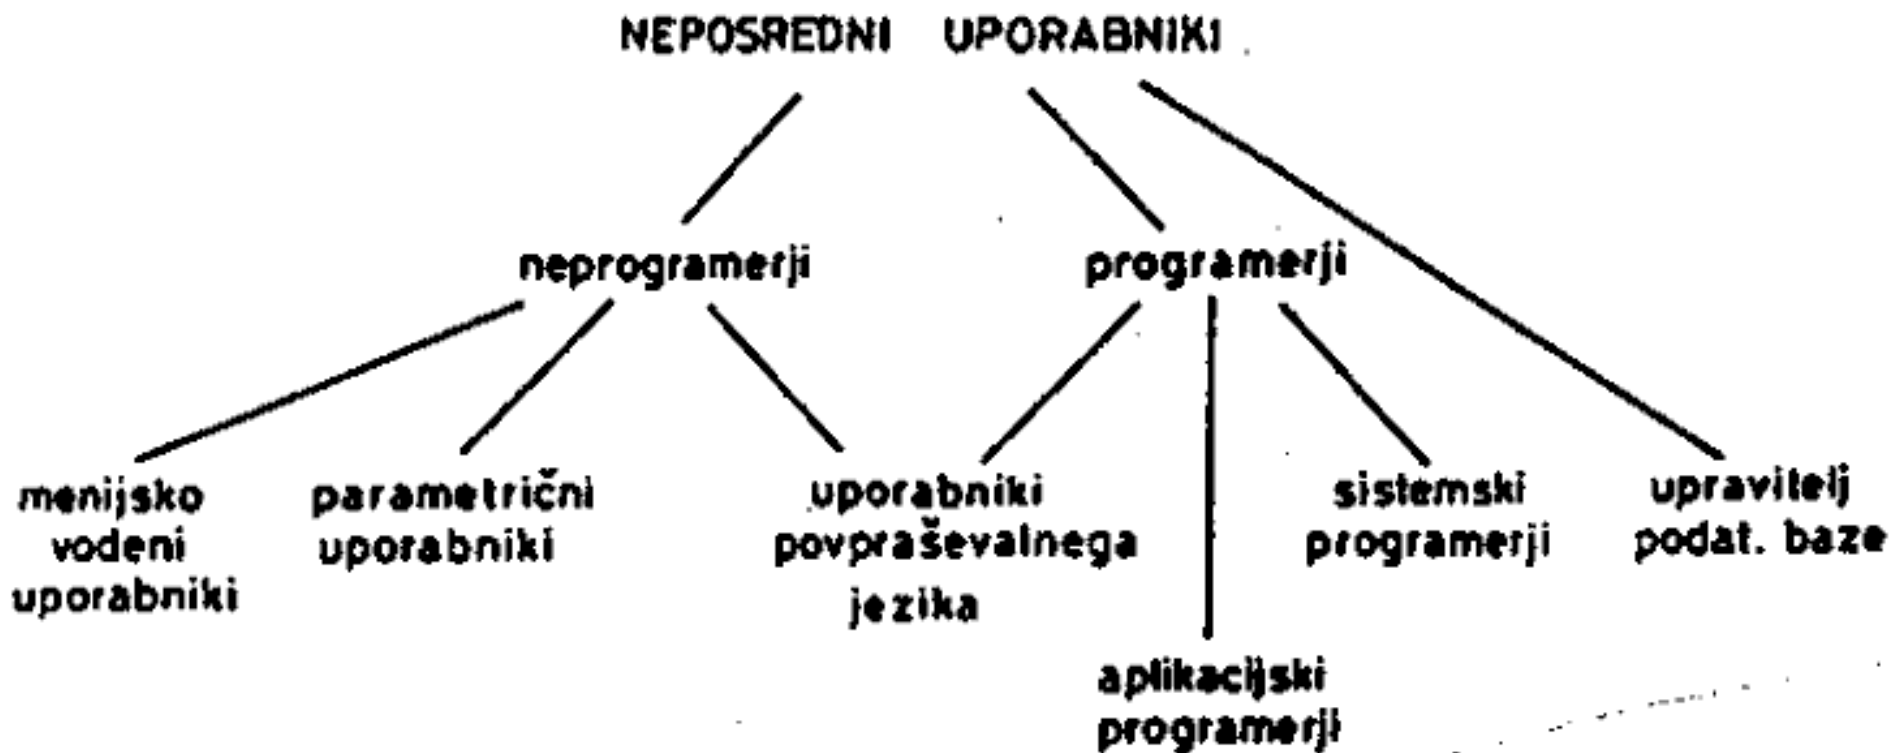 NEPOSREDNI UPORABNIKI
neprogramerji
programerji
menijsko
vodeni
uporabniki
parametrični
uporabniki
uporabniki
povpraševalnega
jezika
sistemski
programerji
upravitelj
podat. baze
aplikacijski
programerji